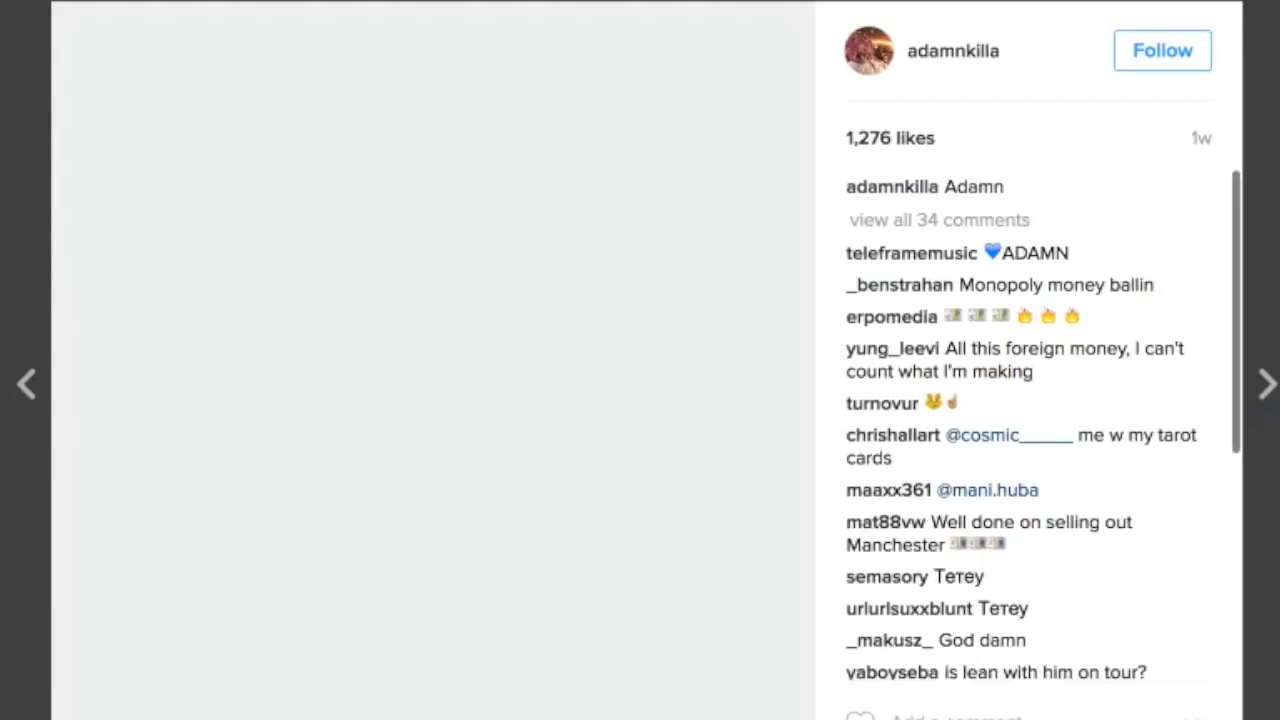 adamnkilla
Follow
1,276 likes
1w
adamnkilla Adamn
view all 34 comments
teleframemusic 💙ADAMN
_benstrahan Monopoly money ballin
erpomedia 💵 💵 💵 🔥 🔥 🔥
yung_leevi All this foreign money, I can't
count what I'm making
turnovur 😼☝🏽
chrishallart @cosmic______ me w my tarot
cards
maaxx361 @mani.huba
mat88vw Well done on selling out
Manchester 💷💷💷
semasory Тетеу
urlurlsuxxblunt Тетеу
_makusz_ God damn
yaboyseba is lean with him on tour?
Add a comment